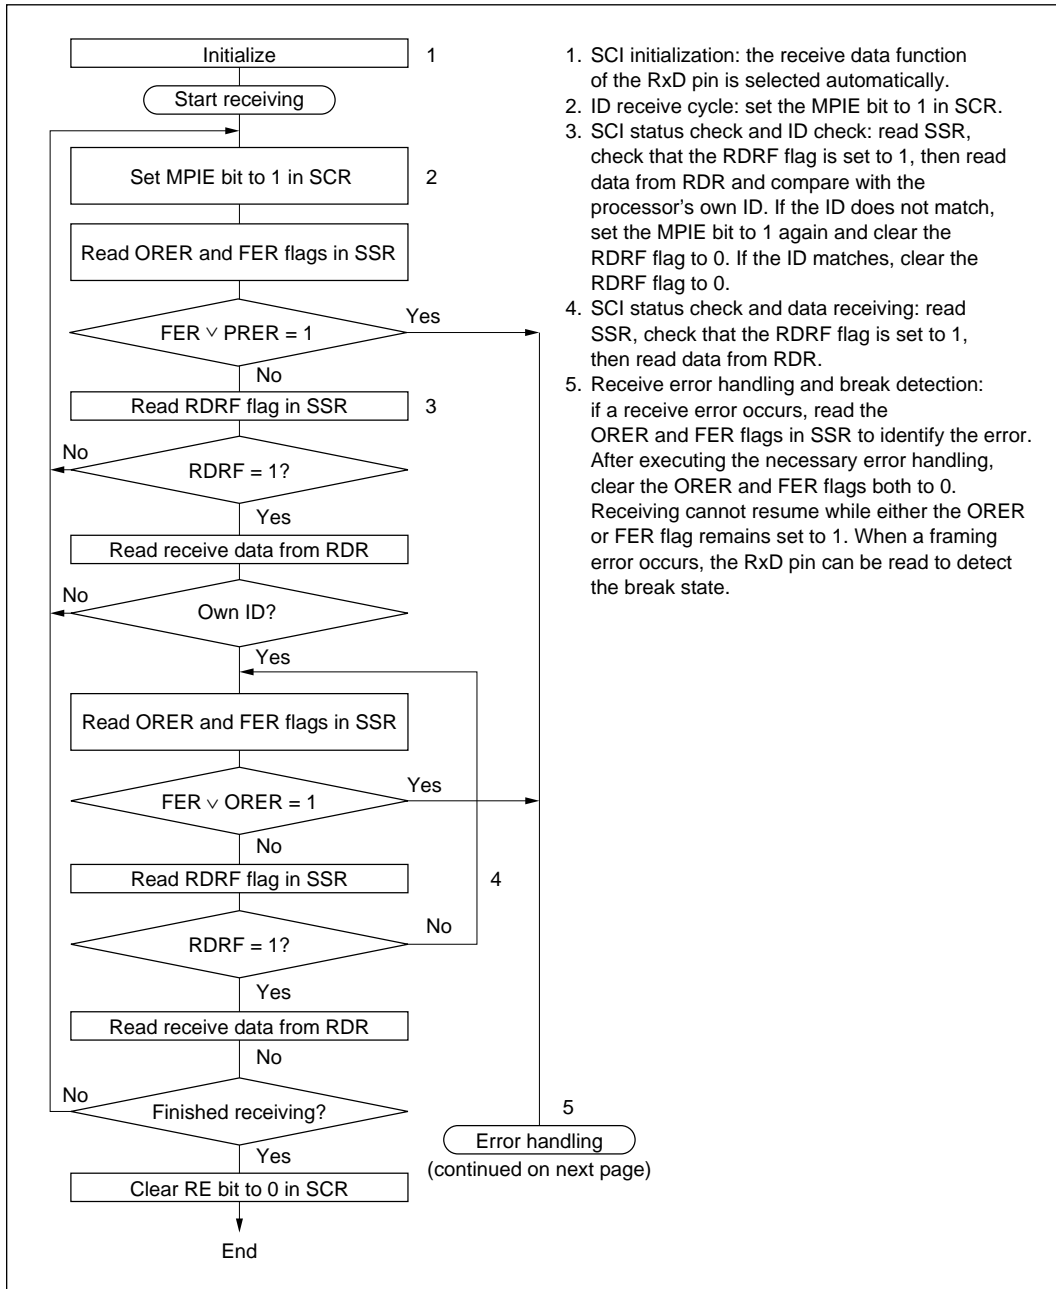 Initialize
1
Start receiving
Set MPIE bit to 1 in SCR
2
Read ORER and FER flags in SSR
FER ∨ PRER = 1
Yes
No
Read RDRF flag in SSR
3
No
RDRF = 1?
Yes
Read receive data from RDR
No
Own ID?
Yes
Read ORER and FER flags in SSR
FER ∨ ORER = 1
Yes
No
Read RDRF flag in SSR
4
RDRF = 1?
No
Yes
Read receive data from RDR
No
No
Finished receiving?
Yes
Clear RE bit to 0 in SCR
End
5
Error handling
(continued on next page)
1. SCI initialization: the receive data function
of the RxD pin is selected automatically.
2. ID receive cycle: set the MPIE bit to 1 in SCR.
3. SCI status check and ID check: read SSR,
check that the RDRF flag is set to 1, then read
data from RDR and compare with the
processor's own ID. If the ID does not match,
set the MPIE bit to 1 again and clear the
RDRF flag to 0. If the ID matches, clear the
RDRF flag to 0.
4. SCI status check and data receiving: read
SSR, check that the RDRF flag is set to 1,
then read data from RDR.
5. Receive error handling and break detection:
if a receive error occurs, read the
ORER and FER flags in SSR to identify the error.
After executing the necessary error handling,
clear the ORER and FER flags both to 0.
Receiving cannot resume while either the ORER
or FER flag remains set to 1. When a framing
error occurs, the RxD pin can be read to detect
the break state.